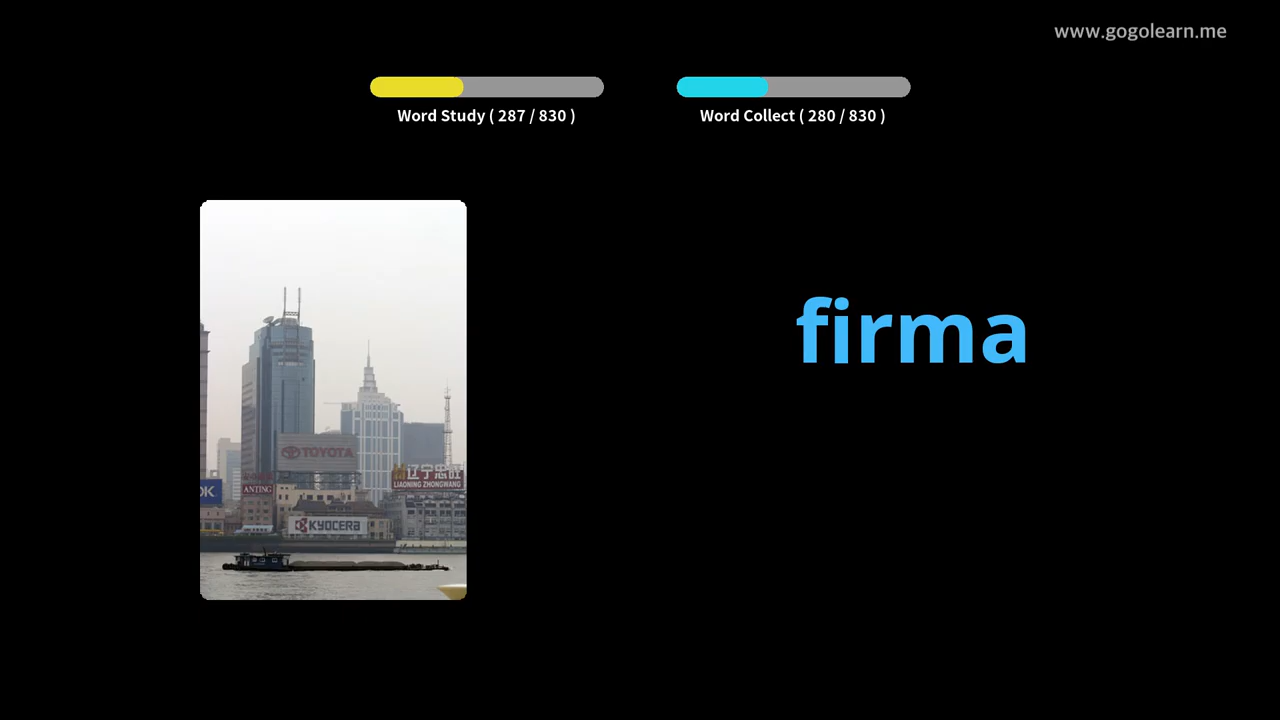 www.gogolearn.me
Word Study ( 287 / 830 )
Word Collect ( 280 / 830 )
firma
TOYOTA
辽宁忠旺
LIAONING ZHONGWANG
OK
ANTING
KYOCERA